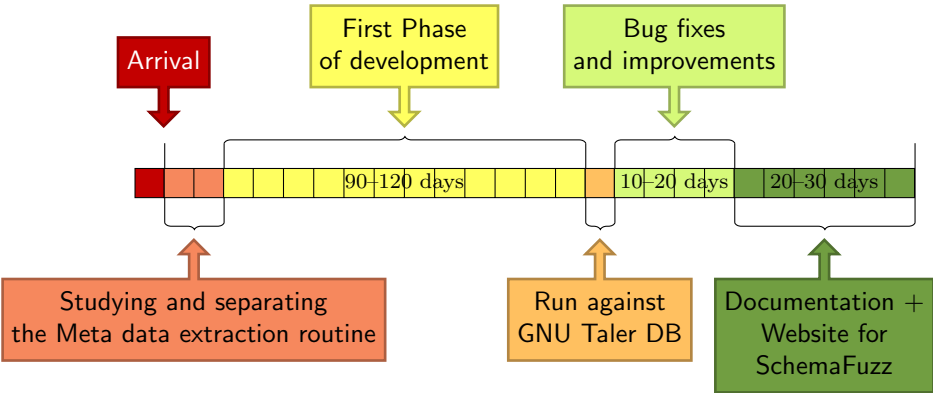 Arrival
First Phase
of development
Bug fixes
and improvements
90–120 days
10–20 days
20–30 days
Studying and separating
the Meta data extraction routine
Run against
GNU Taler DB
Documentation +
Website for
SchemaFuzz